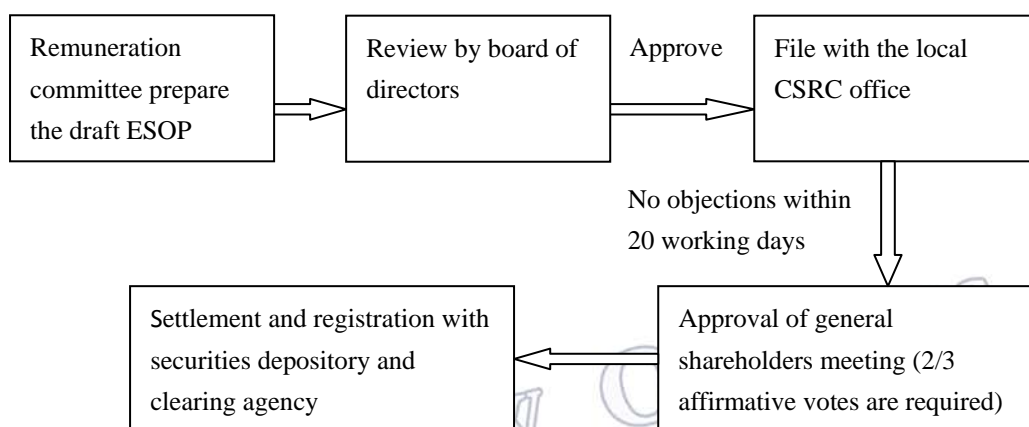 Remuneration
committee prepare
the draft ESOP
Review by board of
directors
Approve
File with the local
CSRC office
No objections within
20 working days
Approval of general
shareholders meeting (2/3
affirmative votes are required)
Settlement and registration with
securities depository and
clearing agency